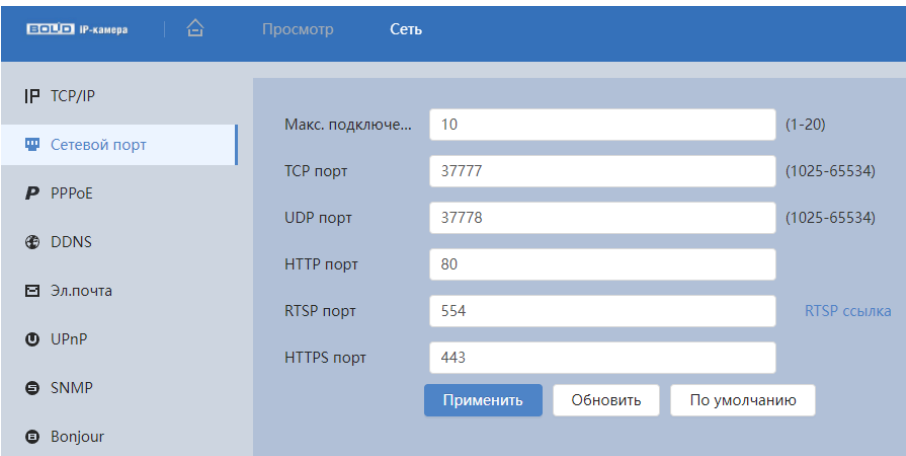 BOLID IP-камера
Просмотр
Сеть
TCP/IP
Сетевой порт
PPPoE
DDNS
Эл.почта
UPnP
SNMP
Bonjour
Макс. подключе... 10 (1-20)
TCP порт 37777 (1025-65534)
UDP порт 37778 (1025-65534)
HTTP порт 80
RTSP порт 554 RTSP ссылка
HTTPS порт 443
Применить Обновить По умолчанию